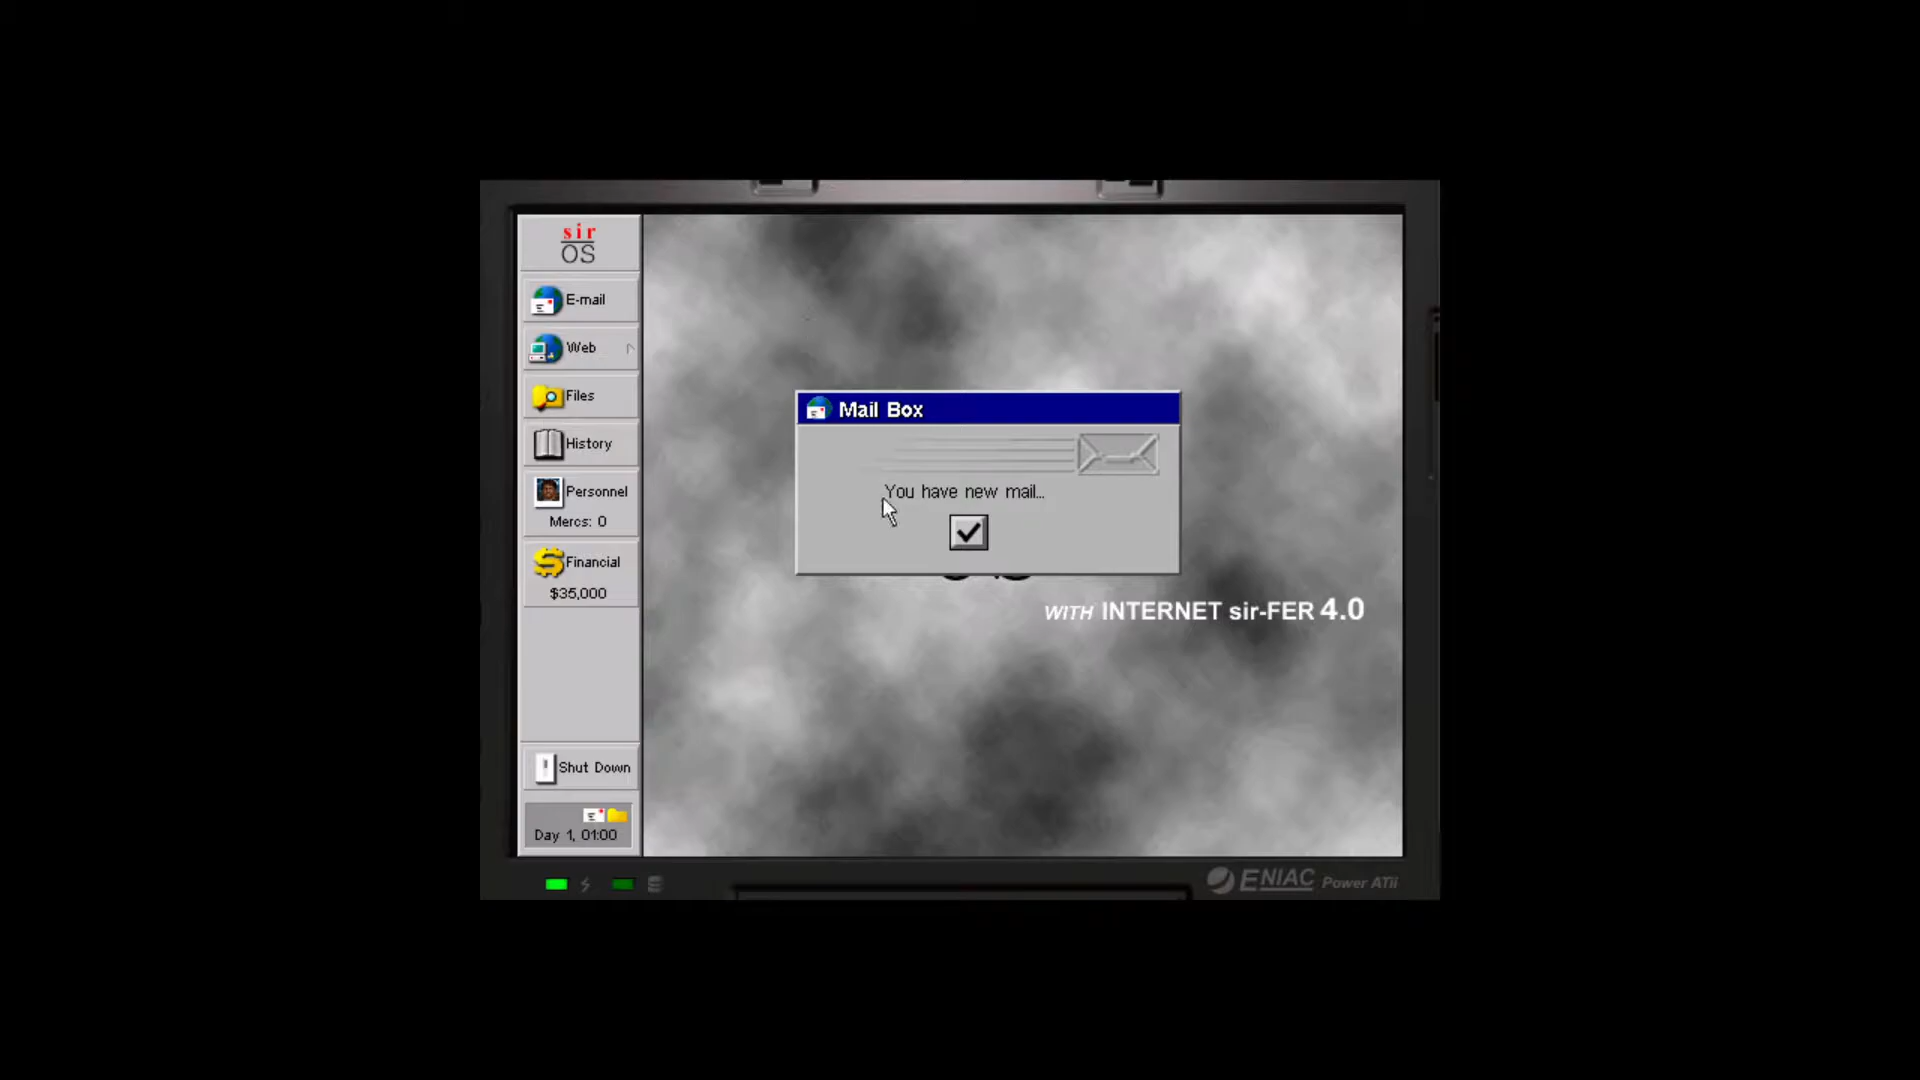 sir
OS
E-mail
Web
Files
History
Personnel
Mercs: 0
Financial
$35,000
Shut Down
Day 1, 01:00
Mail Box
You have new mail...
WITH INTERNET sir-FER 4.0
ENIAC Power ATii